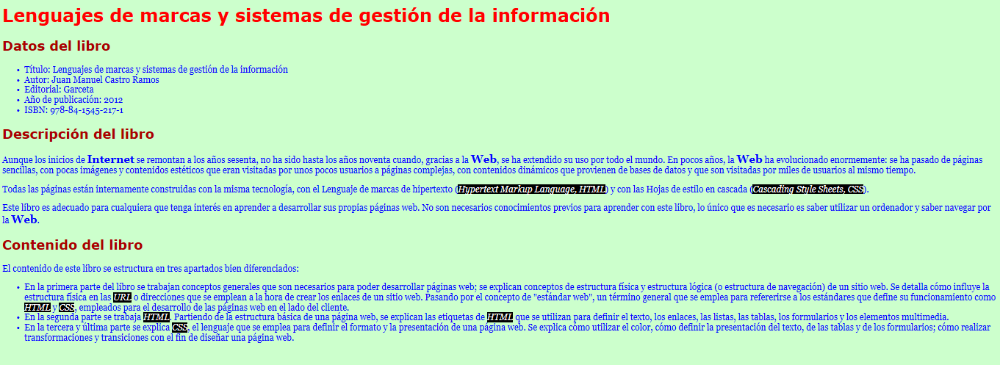 Lenguajes de marcas y sistemas de gestión de la información
Datos del libro
• Título: Lenguajes de marcas y sistemas de gestión de la información
• Autor: Juan Manuel Castro Ramos
• Editorial: Garceta
• Año de publicación: 2012
• ISBN: 978-84-1545-217-1
Descripción del libro
Aunque los inicios de Internet se remontan a los años sesenta, no ha sido hasta los años noventa cuando, gracias a la Web, se ha extendido su uso por todo el mundo. En pocos años, la Web ha evolucionado enormemente: se ha pasado de páginas
sencillas, con pocas imágenes y contenidos estéticos que eran visitadas por unos pocos usuarios a páginas complejas, con contenidos dinámicos que provienen de bases de datos y que son visitadas por miles de usuarios al mismo tiempo.
Todas las páginas están internamente construidas con la misma tecnología, con el Lenguaje de marcas de hipertexto (Hypertext Markup Language, HTML) y con las Hojas de estilo en cascada (Cascading Style Sheets, CSS).
Este libro es adecuado para cualquiera que tenga interés en aprender a desarrollar sus propias páginas web. No son necesarios conocimientos previos para aprender con este libro, lo único que es necesario es saber utilizar un ordenador y saber navegar por
la Web.
Contenido del libro
El contenido de este libro se estructura en tres apartados bien diferenciados:
• En la primera parte del libro se trabajan conceptos generales que son necesarios para poder desarrollar páginas web; se explican conceptos de estructura física y estructura lógica (o estructura de navegación) de un sitio web. Se detalla cómo influye la
estructura física en las URL o direcciones que se emplean a la hora de crear los enlaces de un sitio web. Pasando por el concepto de "estándar web", un término general que se emplea para refererirse a los estándares que define su funcionamiento como
HTML y CSS, empleados para el desarrollo de las páginas web en el lado del cliente.
• En la segunda parte se trabaja HTML. Partiendo de la estructura básica de una página web, se explican las etiquetas de HTML que se utilizan para definir el texto, los enlaces, las listas, las tablas, los formularios y los elementos multimedia.
• En la tercera y última parte se explica CSS, el lenguaje que se emplea para definir el formato y la presentación de una página web. Se explica cómo utilizar el color, cómo definir la presentación del texto, de las tablas y de los formularios; cómo realizar
transformaciones y transiciones con el fin de diseñar una página web.